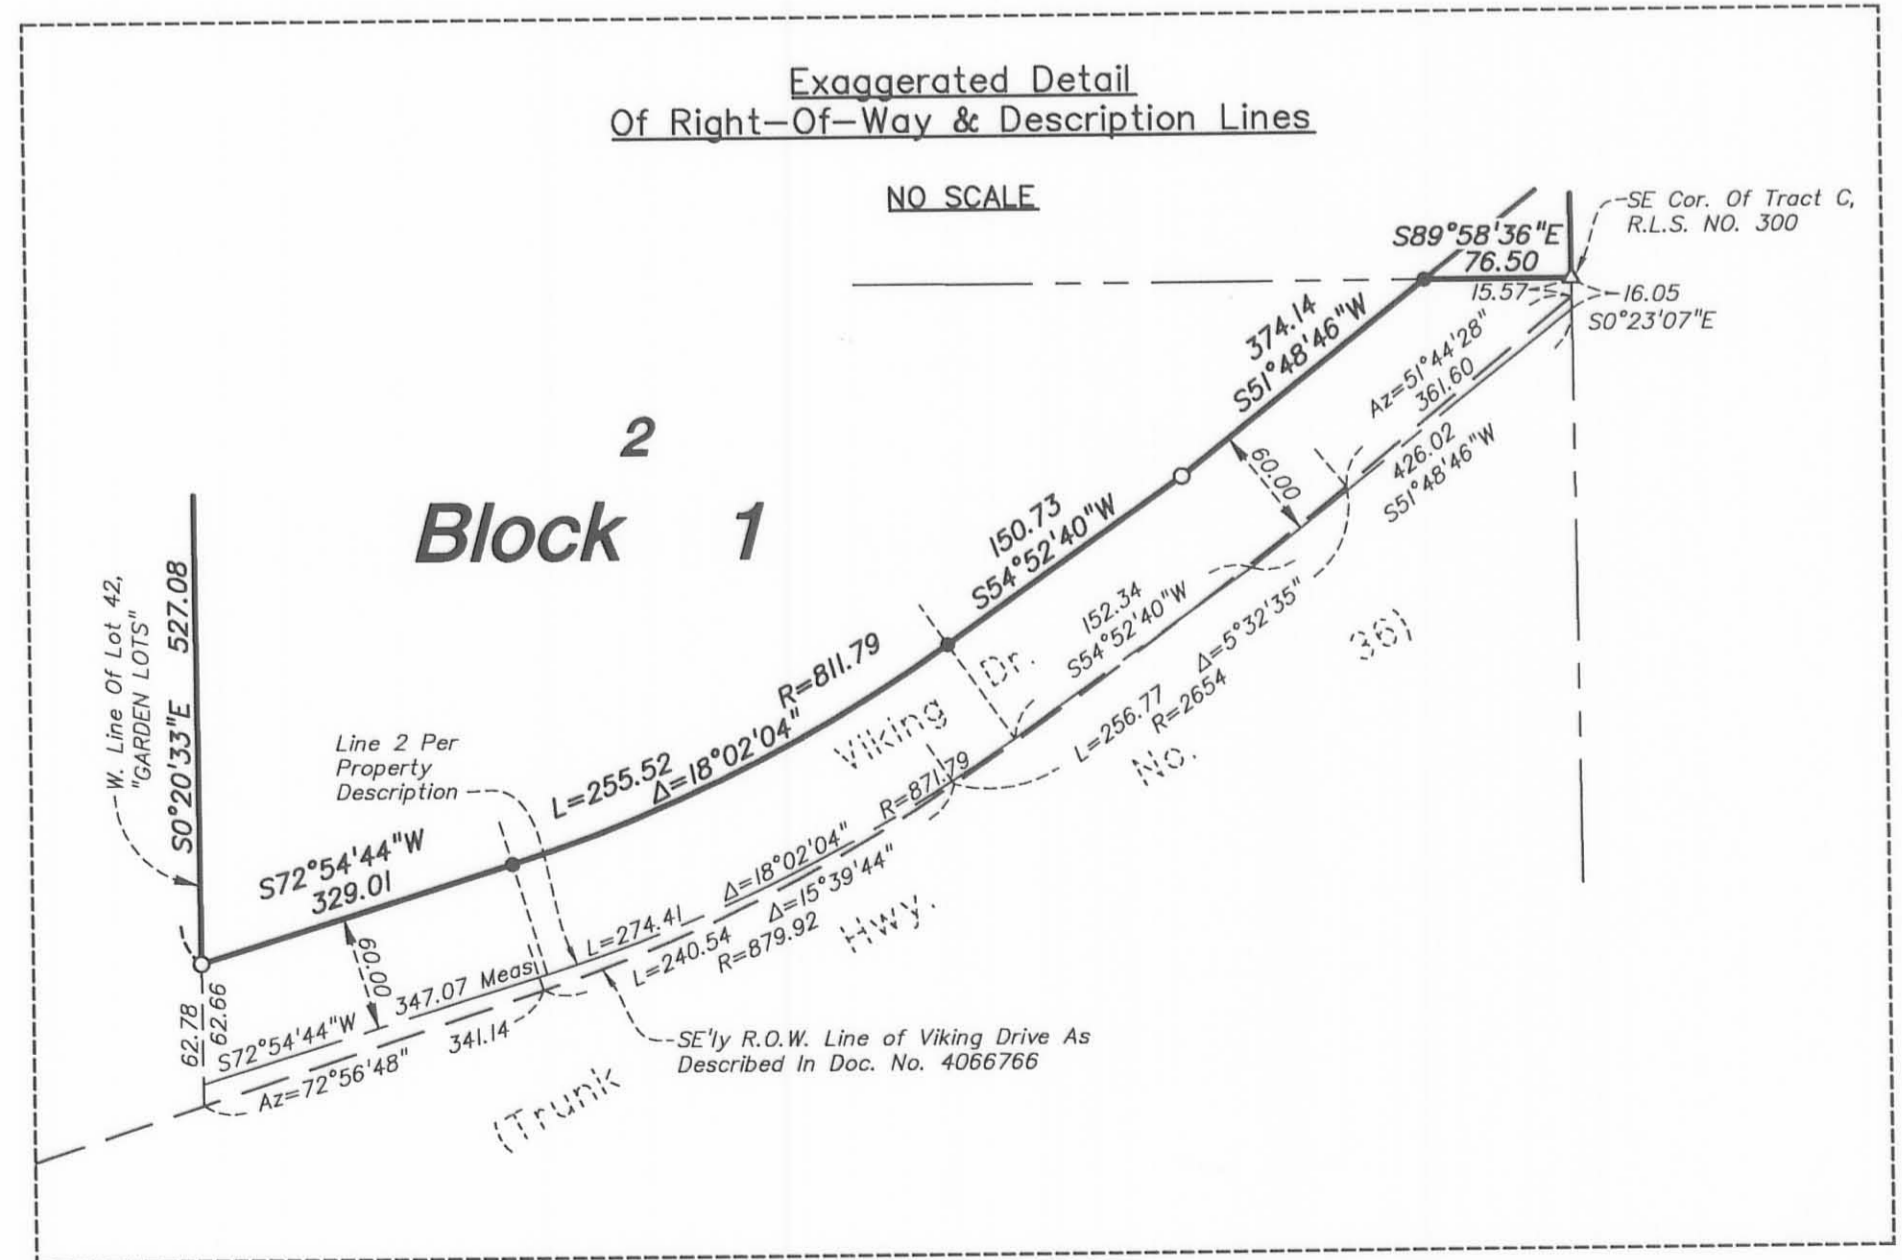 Exaggerated Detail
Of Right-Of-Way & Description Lines
NO SCALE
SE Cor. Of Tract C,
R.L.S. NO. 300
S89°58'36"E
76.50
15.57
16.05
S0°23'07"E
374.14
S51°48'46"W
Az=51°44'28"
361.60
426.02
S51°48'46"W
2
Block 1
60.00
150.73
S54°52'40"W
152.34
S54°52'40"W
Δ=5°32'35"
L=256.77
R=2654
36)
No.
Viking Dr.
W. Line Of Lot 42,
"GARDEN LOTS"
S0°20'33"E 527.08
R=811.79
L=255.52
Δ=18°02'04"
Line 2 Per
Property
Description
S72°54'44"W
329.01
60.00
R=871.79
Δ=18°02'04"
L=274.41
Δ=15°39'44"
L=240.54
R=879.92
Hwy.
347.07 Meas.
S72°54'44"W
62.78
62.66
341.14
Az=72°56'48"
SE'ly R.O.W. Line of Viking Drive As
Described In Doc. No. 4066766
(Trunk